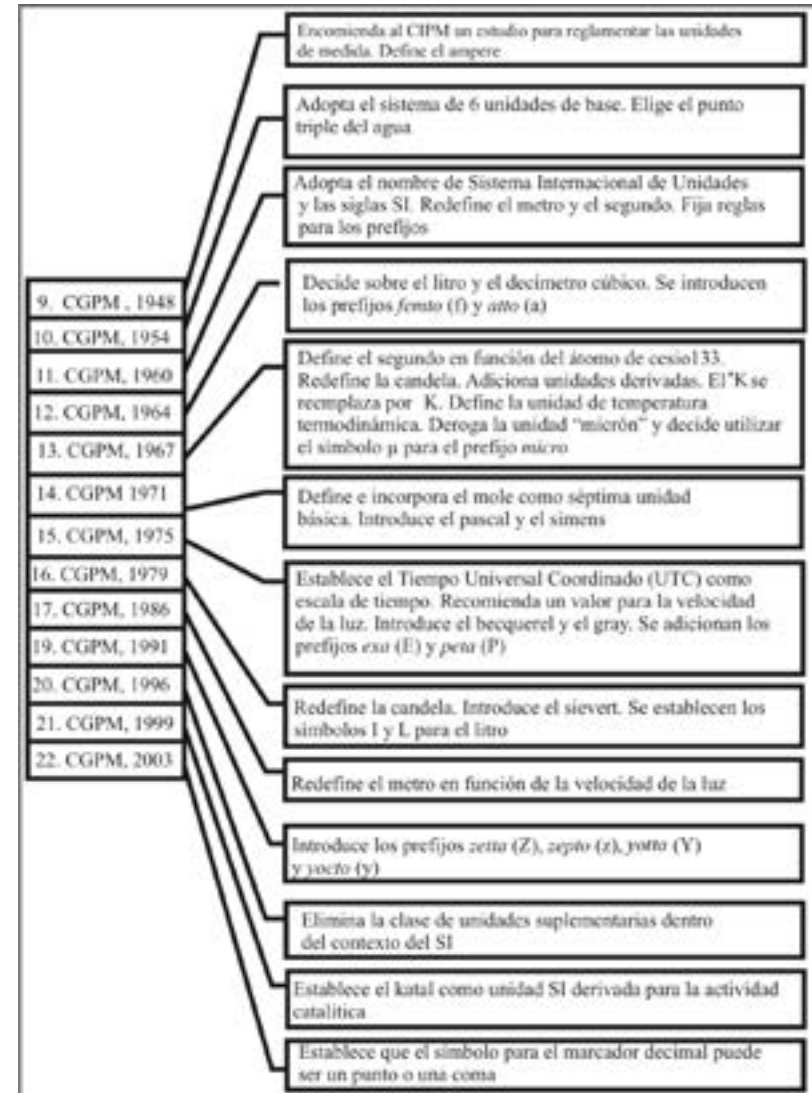 Encomienda al CIPM un estudio para reglamentar las unidades
de medida. Define el ampere
Adopta el sistema de 6 unidades de base. Elige el punto
triple del agua
Adopta el nombre de Sistema Internacional de Unidades
y las siglas SI. Redefine el metro y el segundo. Fija reglas
para los prefijos
Decide sobre el litro y el decímetro cúbico. Se introducen
los prefijos femto (f) y atto (a)
Define el segundo en función del átomo de cesio133.
Redefine la candela. Adiciona unidades derivadas. El°K se
reemplaza por K. Define la unidad de temperatura
termodinámica. Deroga la unidad “micrón” y decide utilizar
el símbolo µ para el prefijo micro
Define e incorpora el mole como séptima unidad
básica. Introduce el pascal y el simens
Establece el Tiempo Universal Coordinado (UTC) como
escala de tiempo. Recomienda un valor para la velocidad
de la luz. Introduce el becquerel y el gray. Se adicionan los
prefijos exa (E) y peta (P)
Redefine la candela. Introduce el sievert. Se establecen los
símbolos I y L para el litro
Redefine el metro en función de la velocidad de la luz
Introduce los prefijos zetta (Z), zepto (z), yotta (Y)
y yocto (y)
Elimina la clase de unidades suplementarias dentro
del contexto del SI
Establece el katal como unidad SI derivada para la actividad
catalítica
Establece que el símbolo para el marcador decimal puede
ser un punto o una coma
9. CGPM , 1948
10. CGPM, 1954
11. CGPM, 1960
12. CGPM, 1964
13. CGPM, 1967
14. CGPM 1971
15. CGPM, 1975
16. CGPM, 1979
17. CGPM, 1986
19. CGPM, 1991
20. CGPM, 1996
21. CGPM, 1999
22. CGPM, 2003